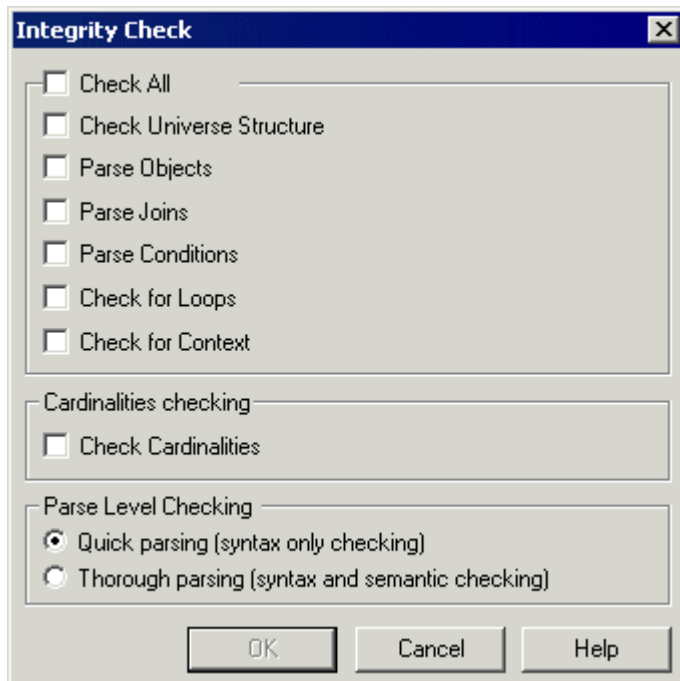 Integrity Check
Check All
Check Universe Structure
Parse Objects
Parse Joins
Parse Conditions
Check for Loops
Check for Context
Cardinalities checking
Check Cardinalities
Parse Level Checking
Quick parsing (syntax only checking)
Thorough parsing (syntax and semantic checking)
OK Cancel Help